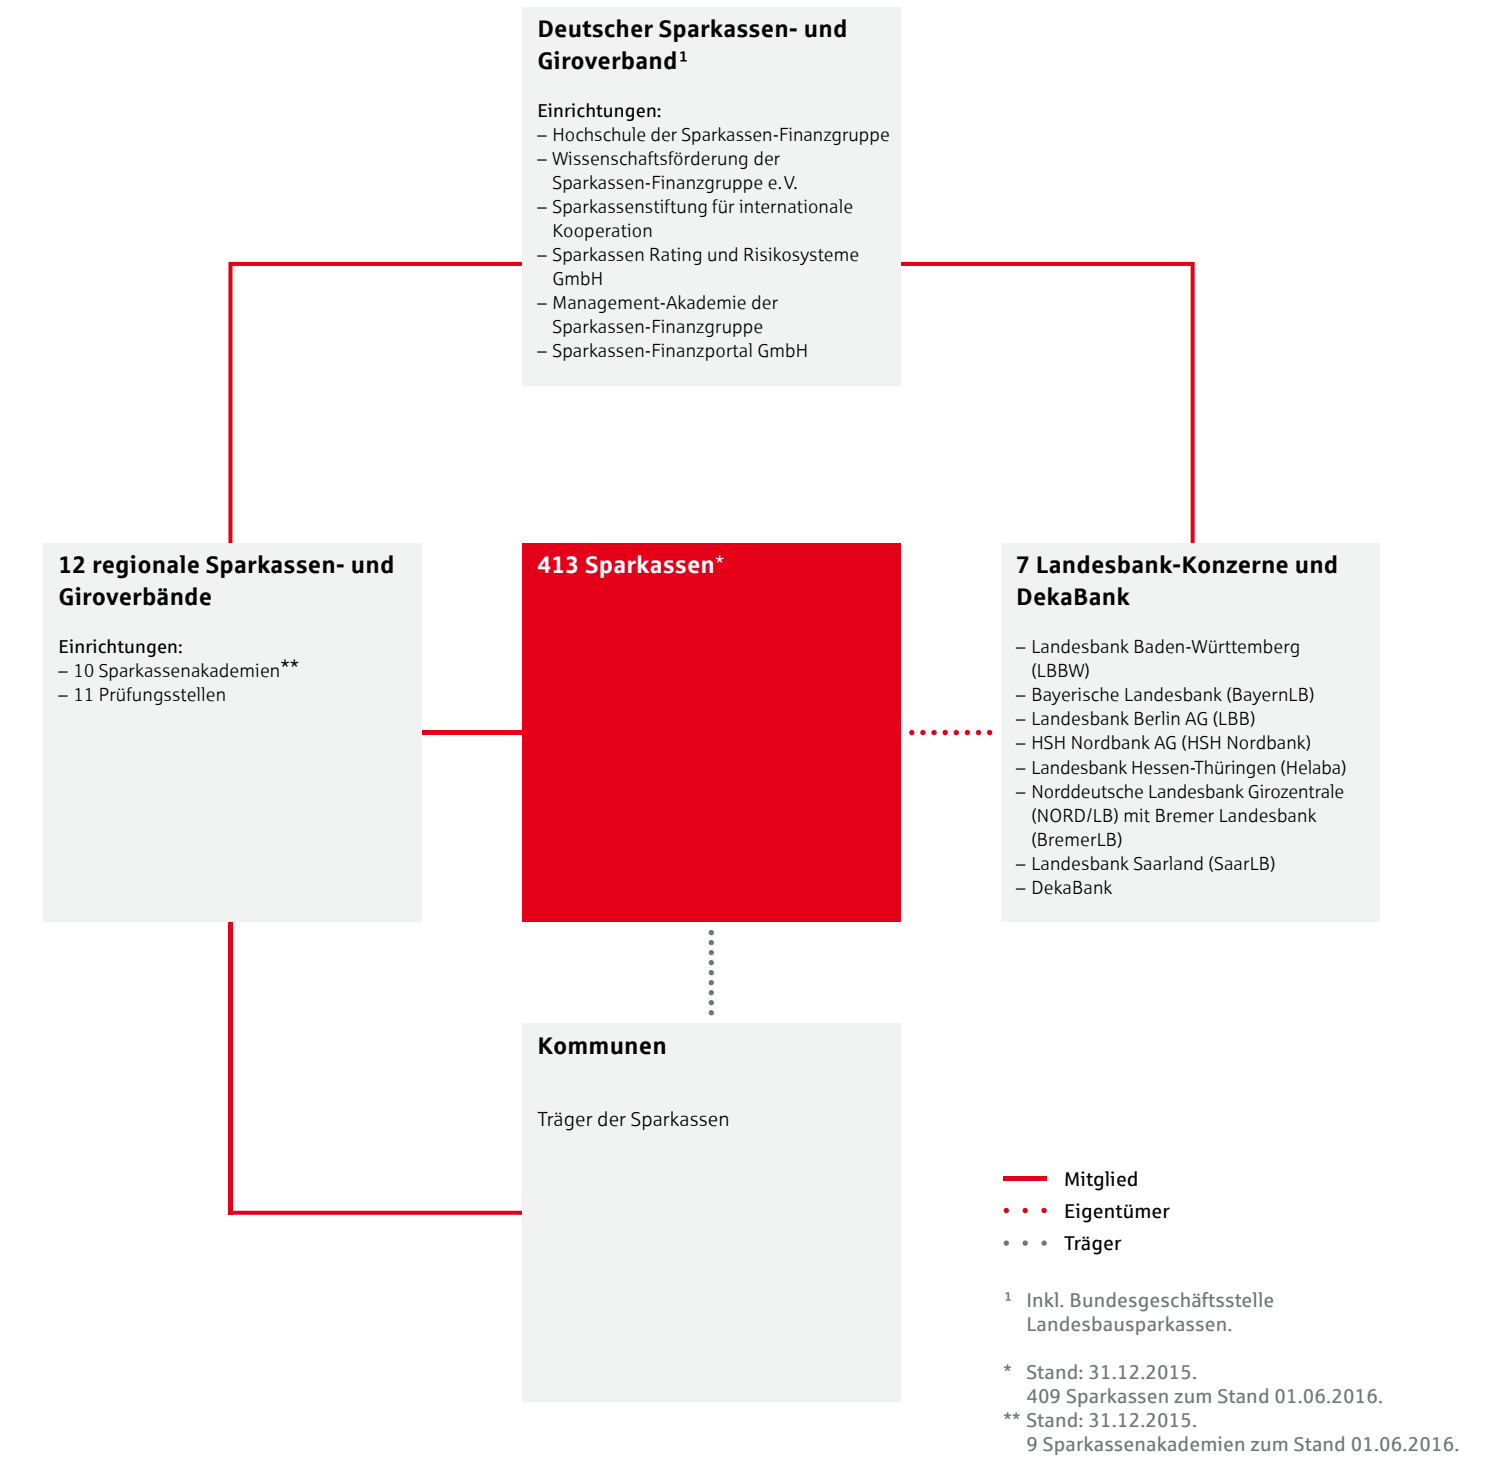 Deutscher Sparkassen- und
Giroverband¹
Einrichtungen:
– Hochschule der Sparkassen-Finanzgruppe
– Wissenschaftsförderung der
Sparkassen-Finanzgruppe e. V.
– Sparkassenstiftung für internationale
Kooperation
– Sparkassen Rating und Risikosysteme
GmbH
– Management-Akademie der
Sparkassen-Finanzgruppe
– Sparkassen-Finanzportal GmbH
12 regionale Sparkassen- und
Giroverbände
Einrichtungen:
– 10 Sparkassenakademien**
– 11 Prüfungsstellen
413 Sparkassen*
7 Landesbank-Konzerne und
DekaBank
– Landesbank Baden-Württemberg
(LBBW)
– Bayerische Landesbank (BayernLB)
– Landesbank Berlin AG (LBB)
– HSH Nordbank AG (HSH Nordbank)
– Landesbank Hessen-Thüringen (Helaba)
– Norddeutsche Landesbank Girozentrale
(NORD/LB) mit Bremer Landesbank
(BremerLB)
– Landesbank Saarland (SaarLB)
– DekaBank
Kommunen
Träger der Sparkassen
Mitglied
Eigentümer
Träger
¹ Inkl. Bundesgeschäftsstelle
Landesbausparkassen.
* Stand: 31.12.2015.
409 Sparkassen zum Stand 01.06.2016.
** Stand: 31.12.2015.
9 Sparkassenakademien zum Stand 01.06.2016.